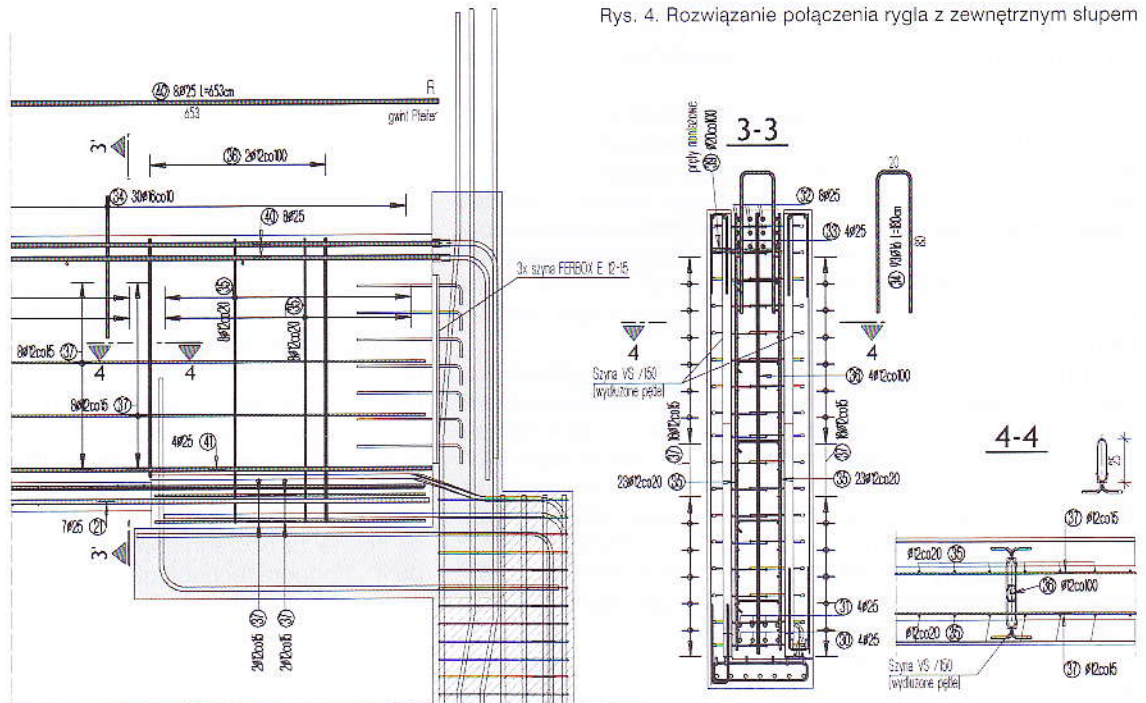 Rys. 4. Rozwiązanie połączenia rygla z zewnętrznym słupem
40 8Ø25 l=653cm
653
R
gwint Pfeifer
3
36 2Ø12co100
34 30Ø16co10
40 8Ø25
3x szyna FERBOX E 12-15
8Ø12co20 35
8Ø12co20 35
8Ø12co15 37
4
4
8Ø12co15 37
4Ø25 41
7Ø25 21
3
2Ø12co15 37
2Ø12co15 37
3-3
pręty montażowe
39 Ø20co100
32 8Ø25
33 4Ø25
20
34 93Ø16 l=180cm
80
4
4
Szyna VS /150
(wydłużone pętle)
36 4Ø12co100
37 18Ø12co15
37 18Ø12co15
23Ø12co20 35
35 23Ø12co20
31 4Ø25
30 4Ø25
4-4
25
37 Ø12co15
Ø12co20 35
36 Ø12co100
Ø12co20 35
Szyna VS /150
(wydłużone pętle)
37 Ø12co15